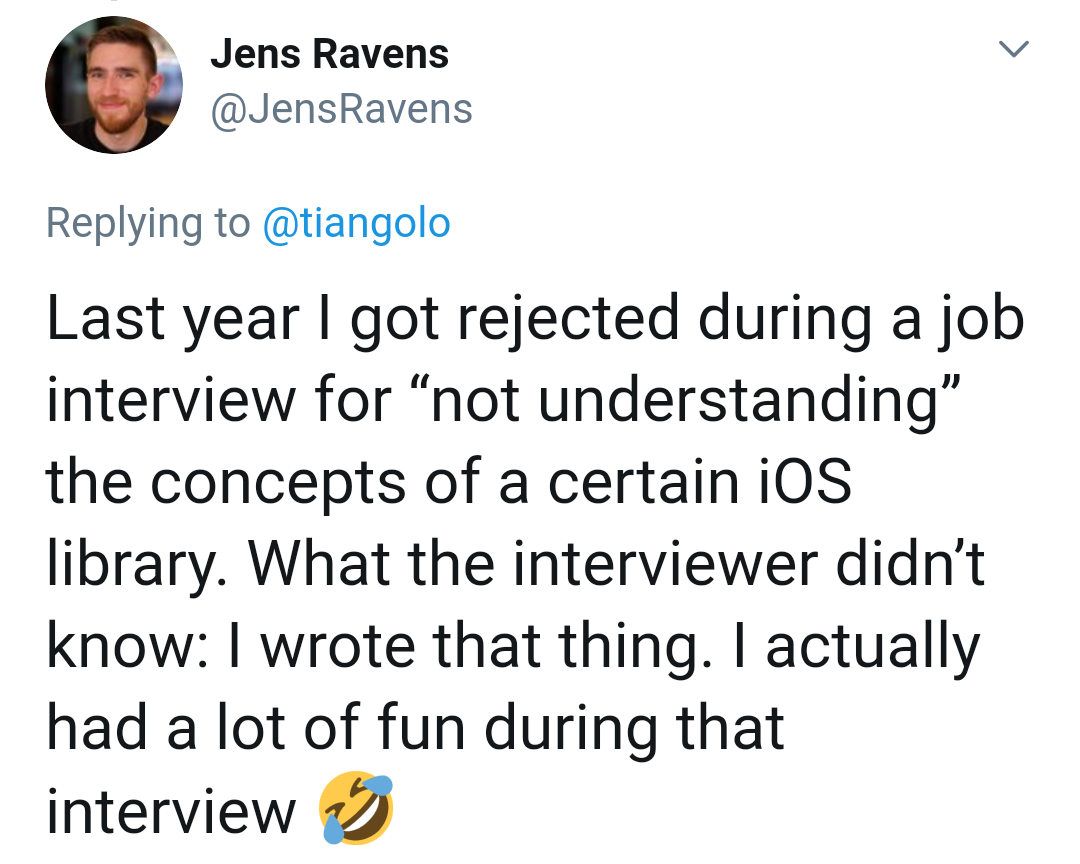 Jens Ravens
@JensRavens
Replying to @tiangolo
Last year I got rejected during a job
interview for “not understanding”
the concepts of a certain iOS
library. What the interviewer didn’t
know: I wrote that thing. I actually
had a lot of fun during that
interview 🤣